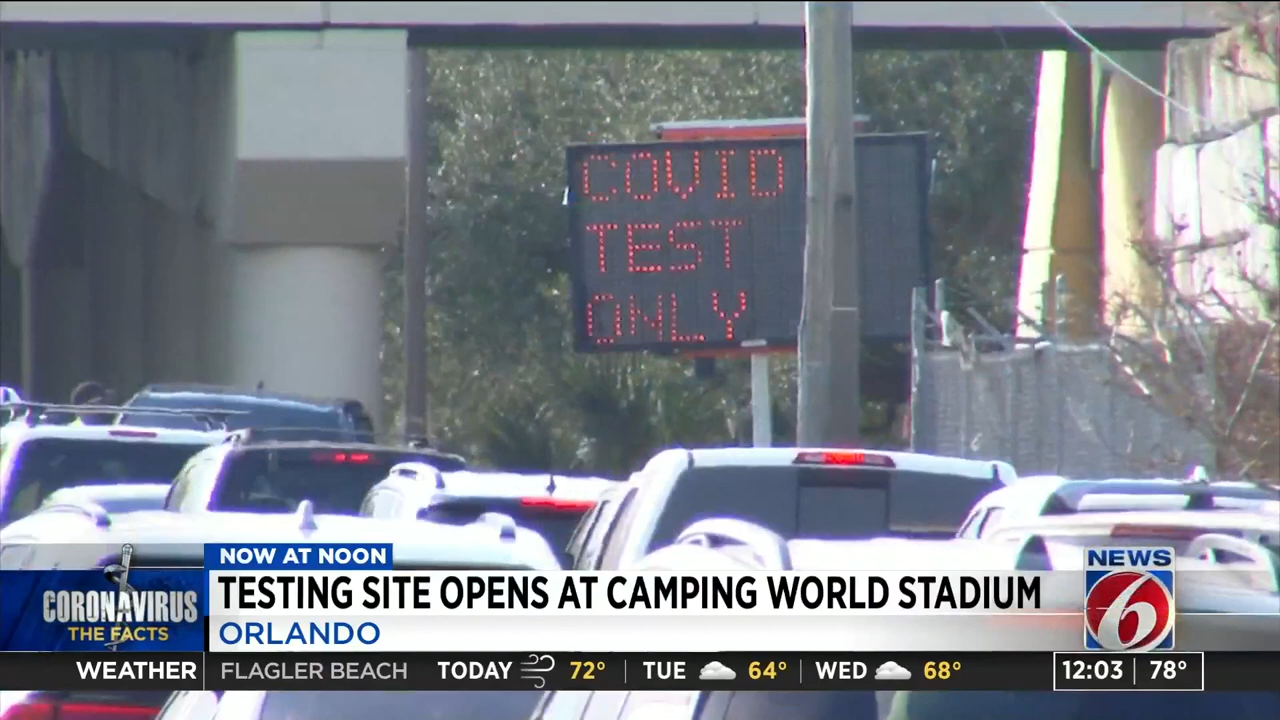 COVID
TEST
ONLY
NOW AT NOON
TESTING SITE OPENS AT CAMPING WORLD STADIUM
ORLANDO
CORONAVIRUS
THE FACTS
NEWS
6
WEATHER FLAGLER BEACH TODAY 72° TUE 64° WED 68° 12:03 78°